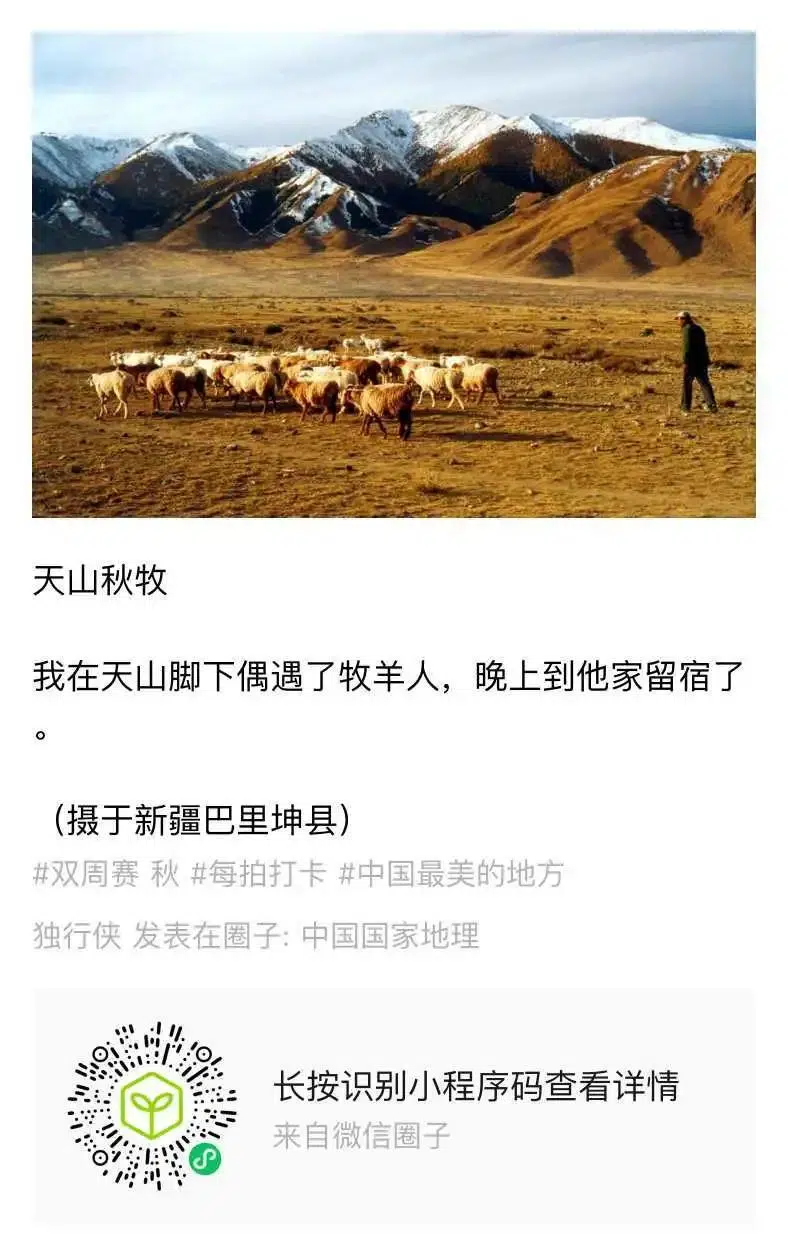 天山秋牧
我在天山脚下偶遇了牧羊人，晚上到他家留宿了
。
（摄于新疆巴里坤县）
#双周赛 秋 #每拍打卡 #中国最美的地方
独行侠 发表在圈子: 中国国家地理
长按识别小程序码查看详情
来自微信圈子